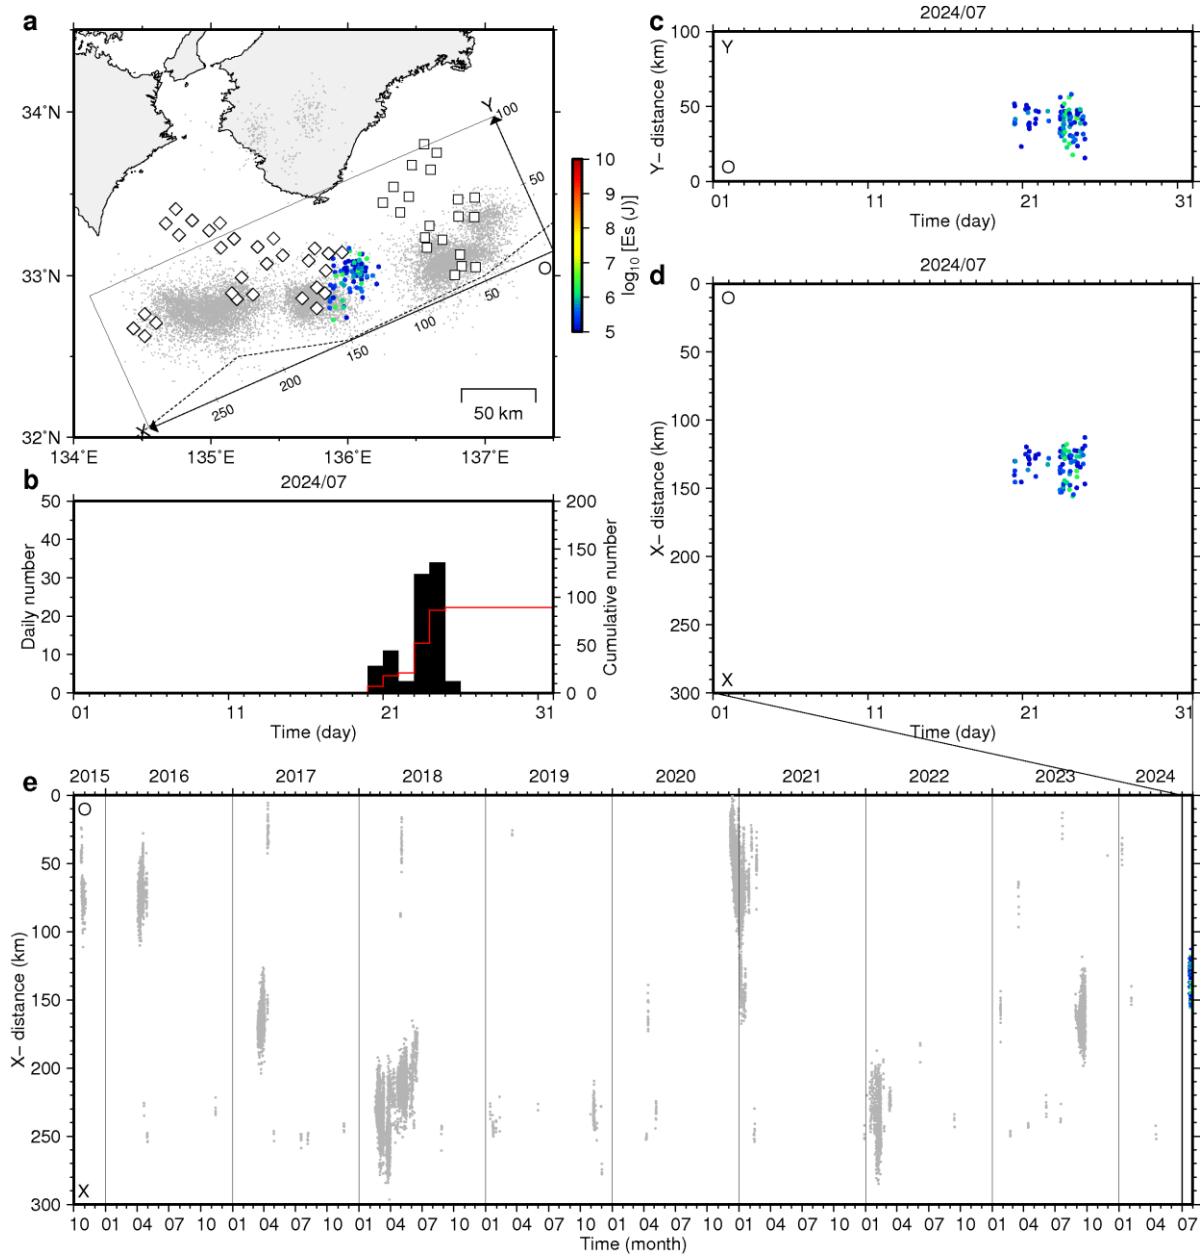 a
34°N
33°N
32°N
134°E
135°E
136°E
137°E
Y
100
50
O
50
100
150
200
250
X
50 km
10
9
8
7
6
5
log10 [Es (J)]
b
2024/07
50
40
30
20
10
0
Daily number
200
150
100
50
0
Cumulative number
01
11
21
31
Time (day)
c
2024/07
100
50
0
Y- distance (km)
Y
O
01
11
21
31
Time (day)
d
2024/07
0
50
100
150
200
250
300
X- distance (km)
O
X
01
11
21
31
Time (day)
e
2015 2016 2017 2018 2019 2020 2021 2022 2023 2024
0
50
100
150
200
250
300
X- distance (km)
O
X
10 01 04 07 10 01 04 07 10 01 04 07 10 01 04 07 10 01 04 07 10 01 04 07 10 01 04 07 10 01 04 07 10 01 04 07
Time (month)